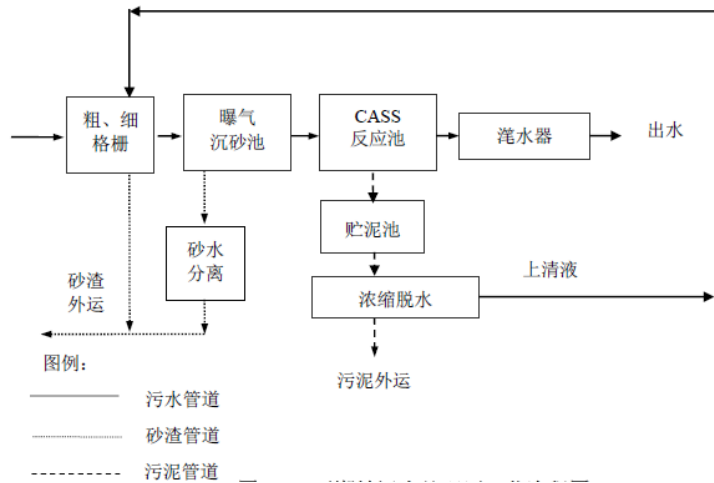 粗、细
格栅
曝气
沉砂池
CASS
反应池
滗水器
出水
贮泥池
砂水
分离
砂渣
外运
浓缩脱水
上清液
污泥外运
图例：
污水管道
砂渣管道
污泥管道